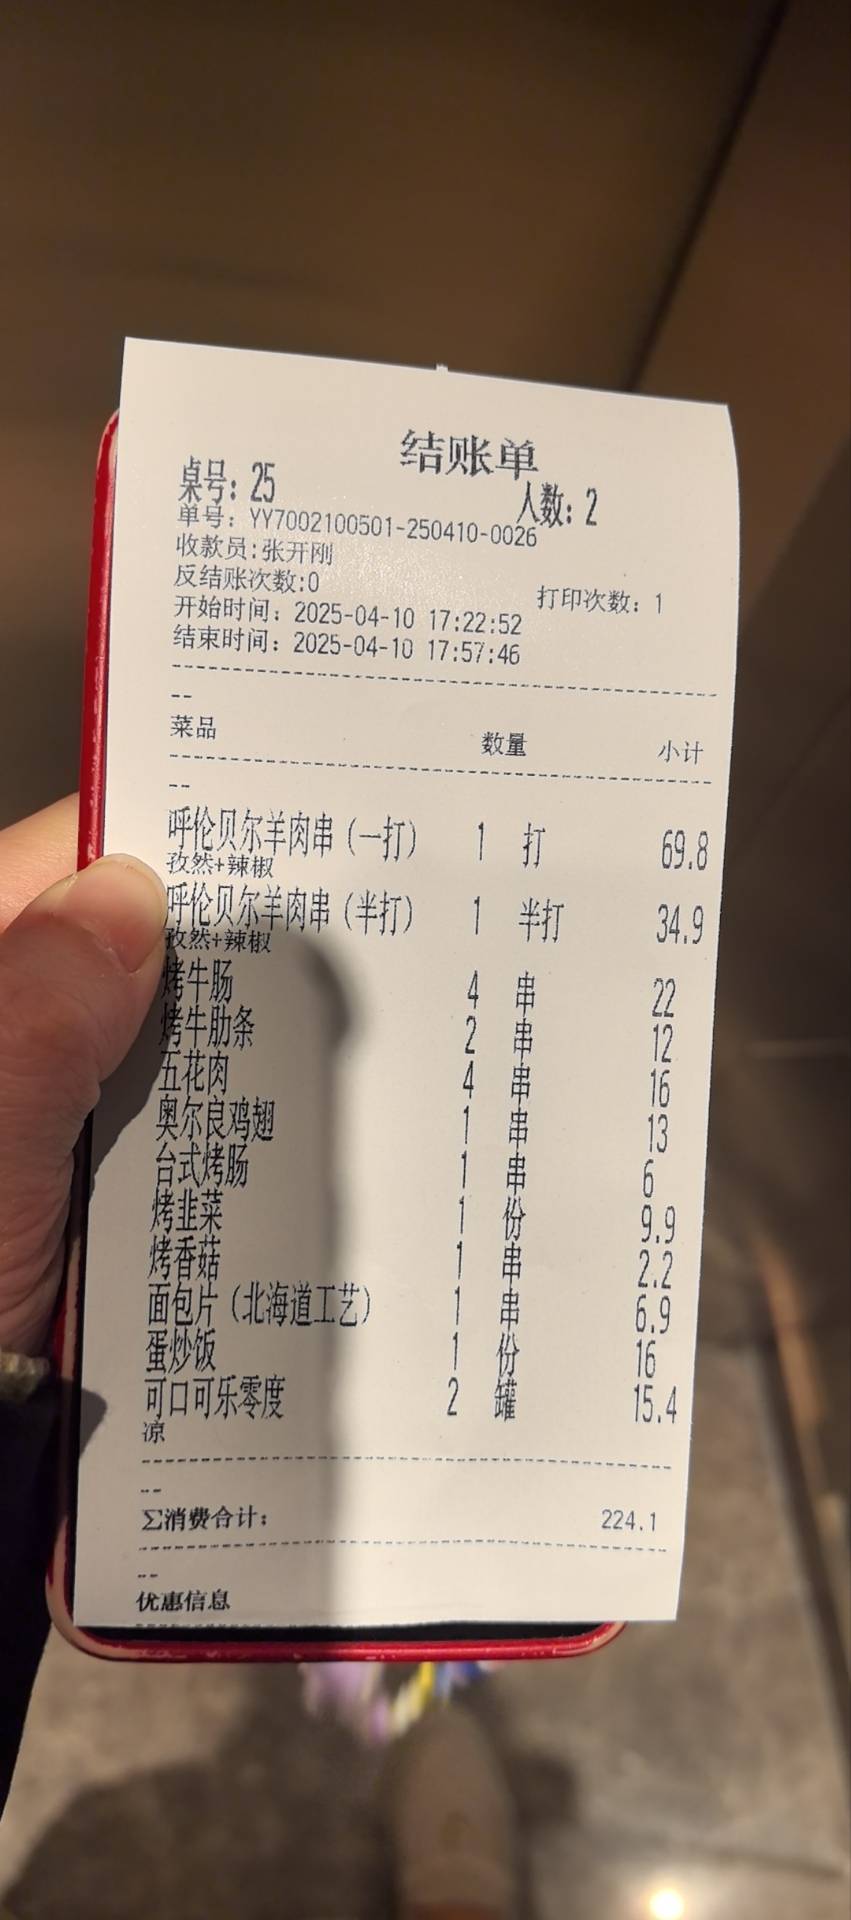 结账单
桌号: 25 人数: 2
单号: YY7002100501-250410-0026
收款员:张开刚
反结账次数:0 打印次数: 1
开始时间: 2025-04-10 17:22:52
结束时间: 2025-04-10 17:57:46
--
菜品 数量 小计
--
呼伦贝尔羊肉串（一打） 1 打 69.8
孜然+辣椒
呼伦贝尔羊肉串（半打） 1 半打 34.9
孜然+辣椒
烤牛肠 4 串 22
烤牛肋条 2 串 12
五花肉 4 串 16
奥尔良鸡翅 1 串 13
台式烤肠 1 串 6
烤韭菜 1 份 9.9
烤香菇 1 串 2.2
面包片（北海道工艺） 1 串 6.9
蛋炒饭 1 份 16
可口可乐零度 2 罐 15.4
凉
--
∑消费合计: 224.1
--
优惠信息